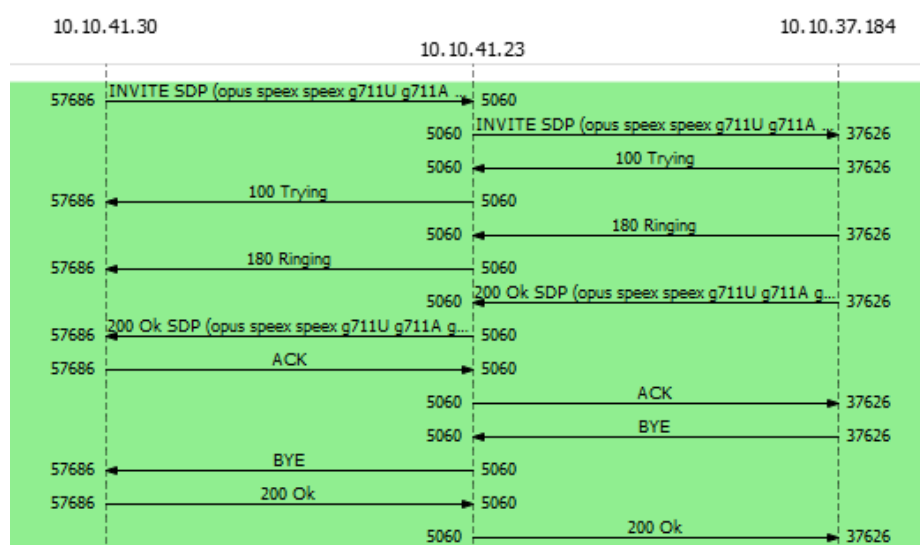 10.10.41.30
10.10.41.23
10.10.37.184
57686 INVITE SDP (opus speex speex g711U g711A ... 5060
5060 INVITE SDP (opus speex speex g711U g711A ... 37626
5060 100 Trying 37626
57686 100 Trying 5060
5060 180 Ringing 37626
57686 180 Ringing 5060
5060 200 Ok SDP (opus speex speex g711U g711A g... 37626
57686 200 Ok SDP (opus speex speex g711U g711A g... 5060
57686 ACK 5060
5060 ACK 37626
5060 BYE 37626
57686 BYE 5060
57686 200 Ok 5060
5060 200 Ok 37626